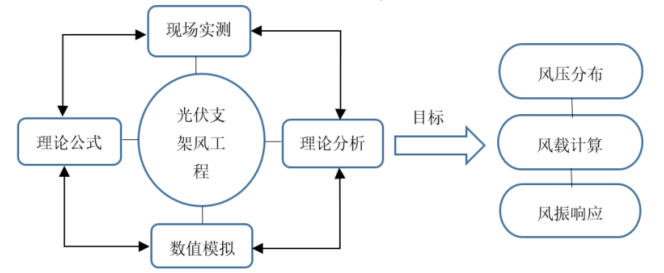 现场实测
光伏支
架风工
程
理论公式
理论分析
数值模拟
目标
风压分布
风载计算
风振响应